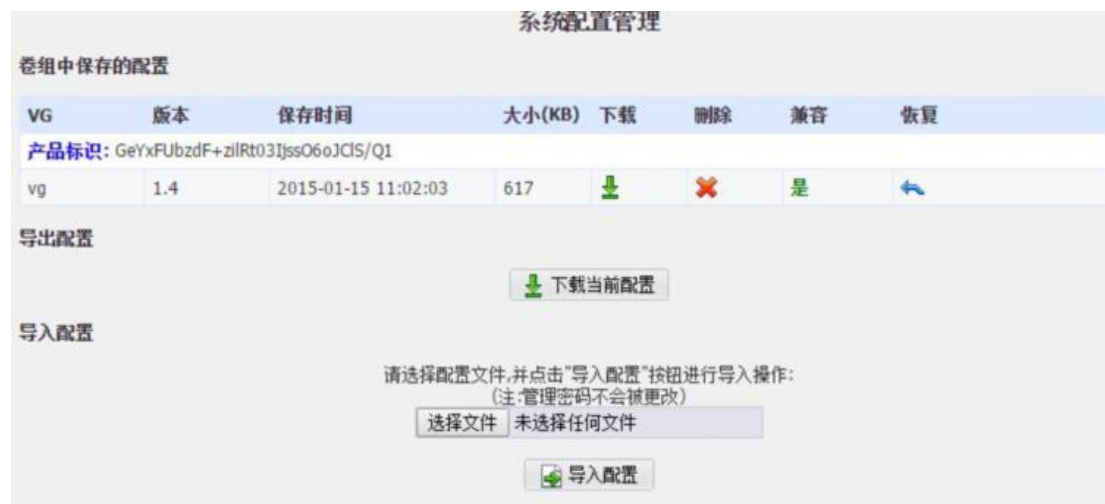 系统配置管理
卷组中保存的配置
VG 版本 保存时间 大小(KB) 下载 删除 兼容 恢复
产品标识: GeYxFUbzdF+zilRt03IjssO6oJClS/Q1
vg 1.4 2015-01-15 11:02:03 617 是
导出配置
下载当前配置
导入配置
请选择配置文件,并点击"导入配置"按钮进行导入操作:
(注:管理密码不会被更改)
选择文件 未选择任何文件
导入配置